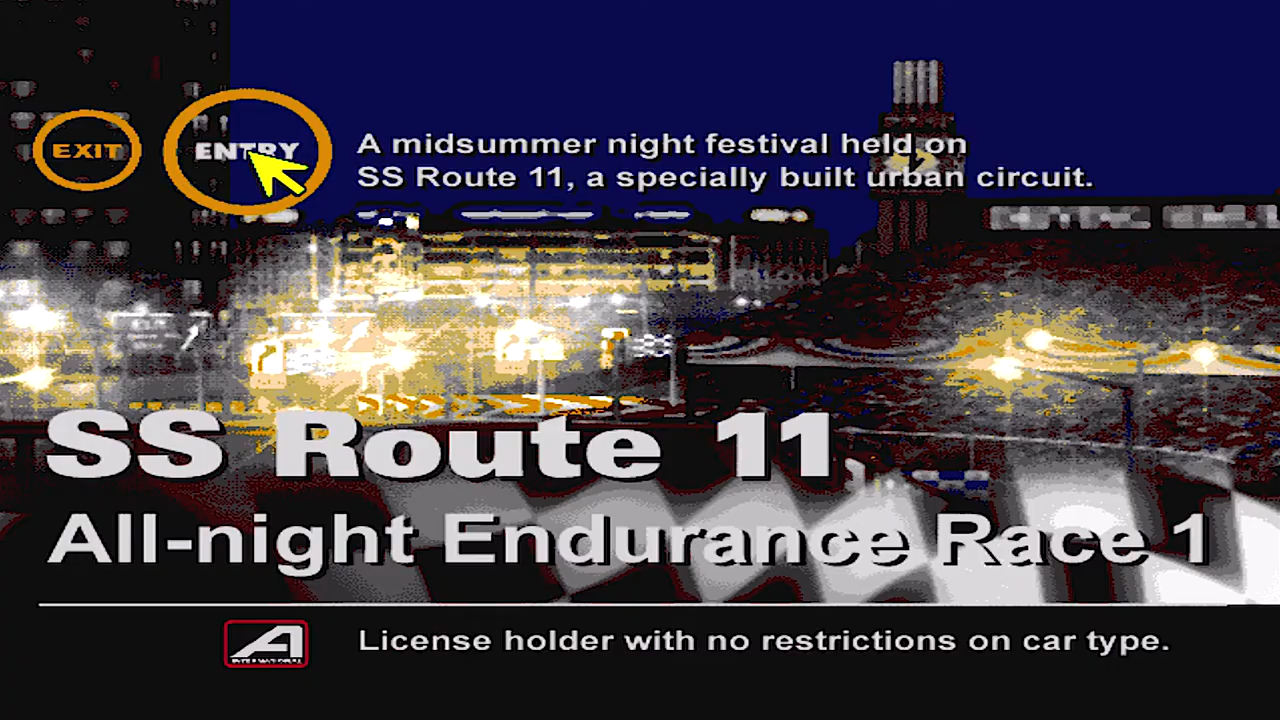 EXIT
ENTRY
A midsummer night festival held on
SS Route 11, a specially built urban circuit.
SS Route 11
All-night Endurance Race 1
A
License holder with no restrictions on car type.